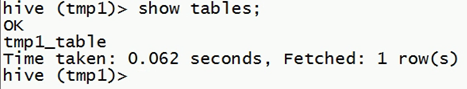 hive (tmp1)> show tables;
OK
tmp1_table
Time taken: 0.062 seconds, Fetched: 1 row(s)
hive (tmp1)>